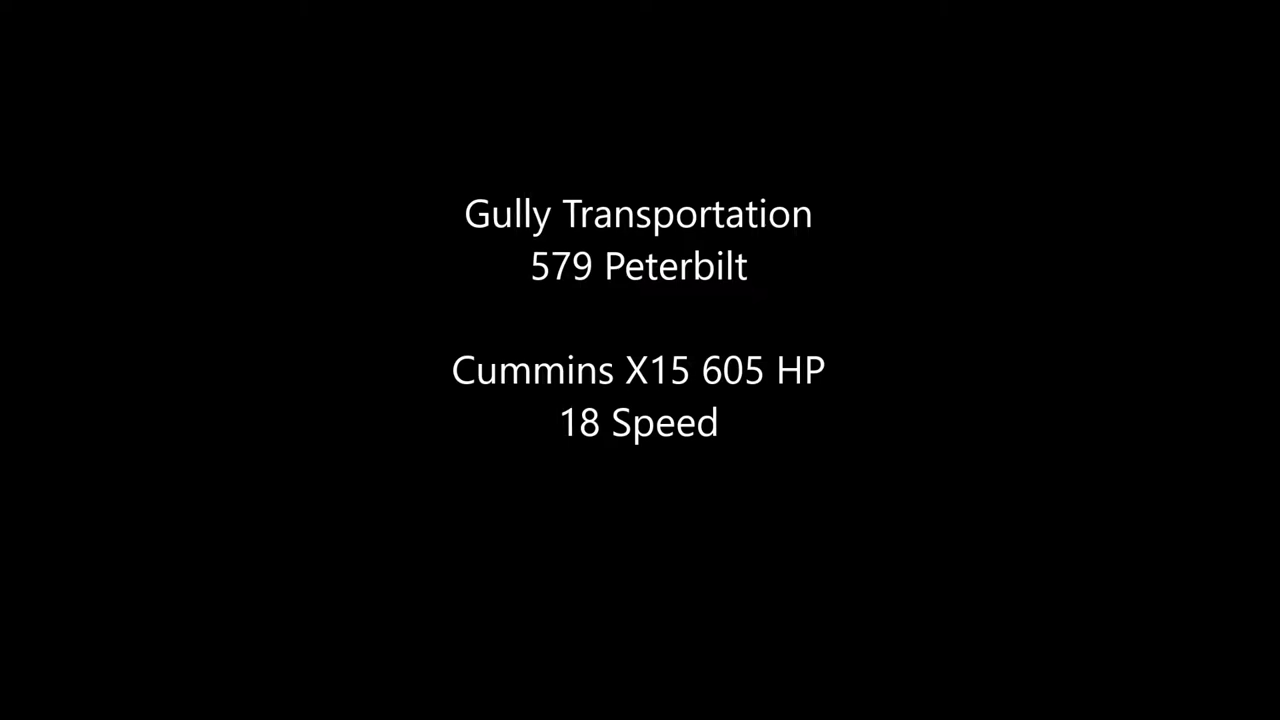 Gully Transportation
579 Peterbilt
Cummins X15 605 HP
18 Speed